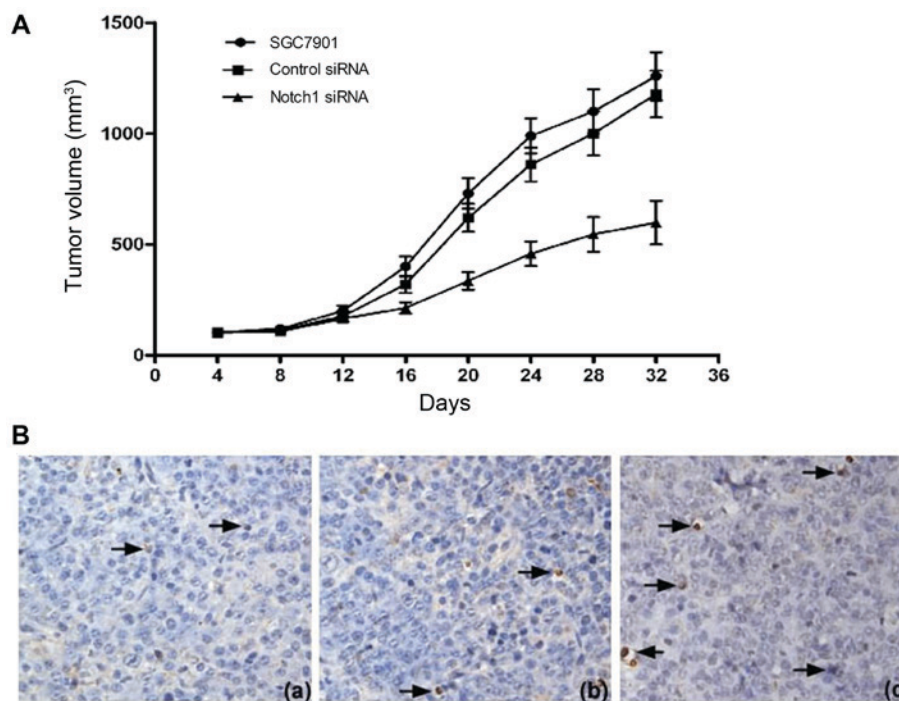 A
1500
1000
500
0
Tumor volume (mm³)
SGC7901
Control siRNA
Notch1 siRNA
0 4 8 12 16 20 24 28 32 36
Days
B
(a)
(b)
(c